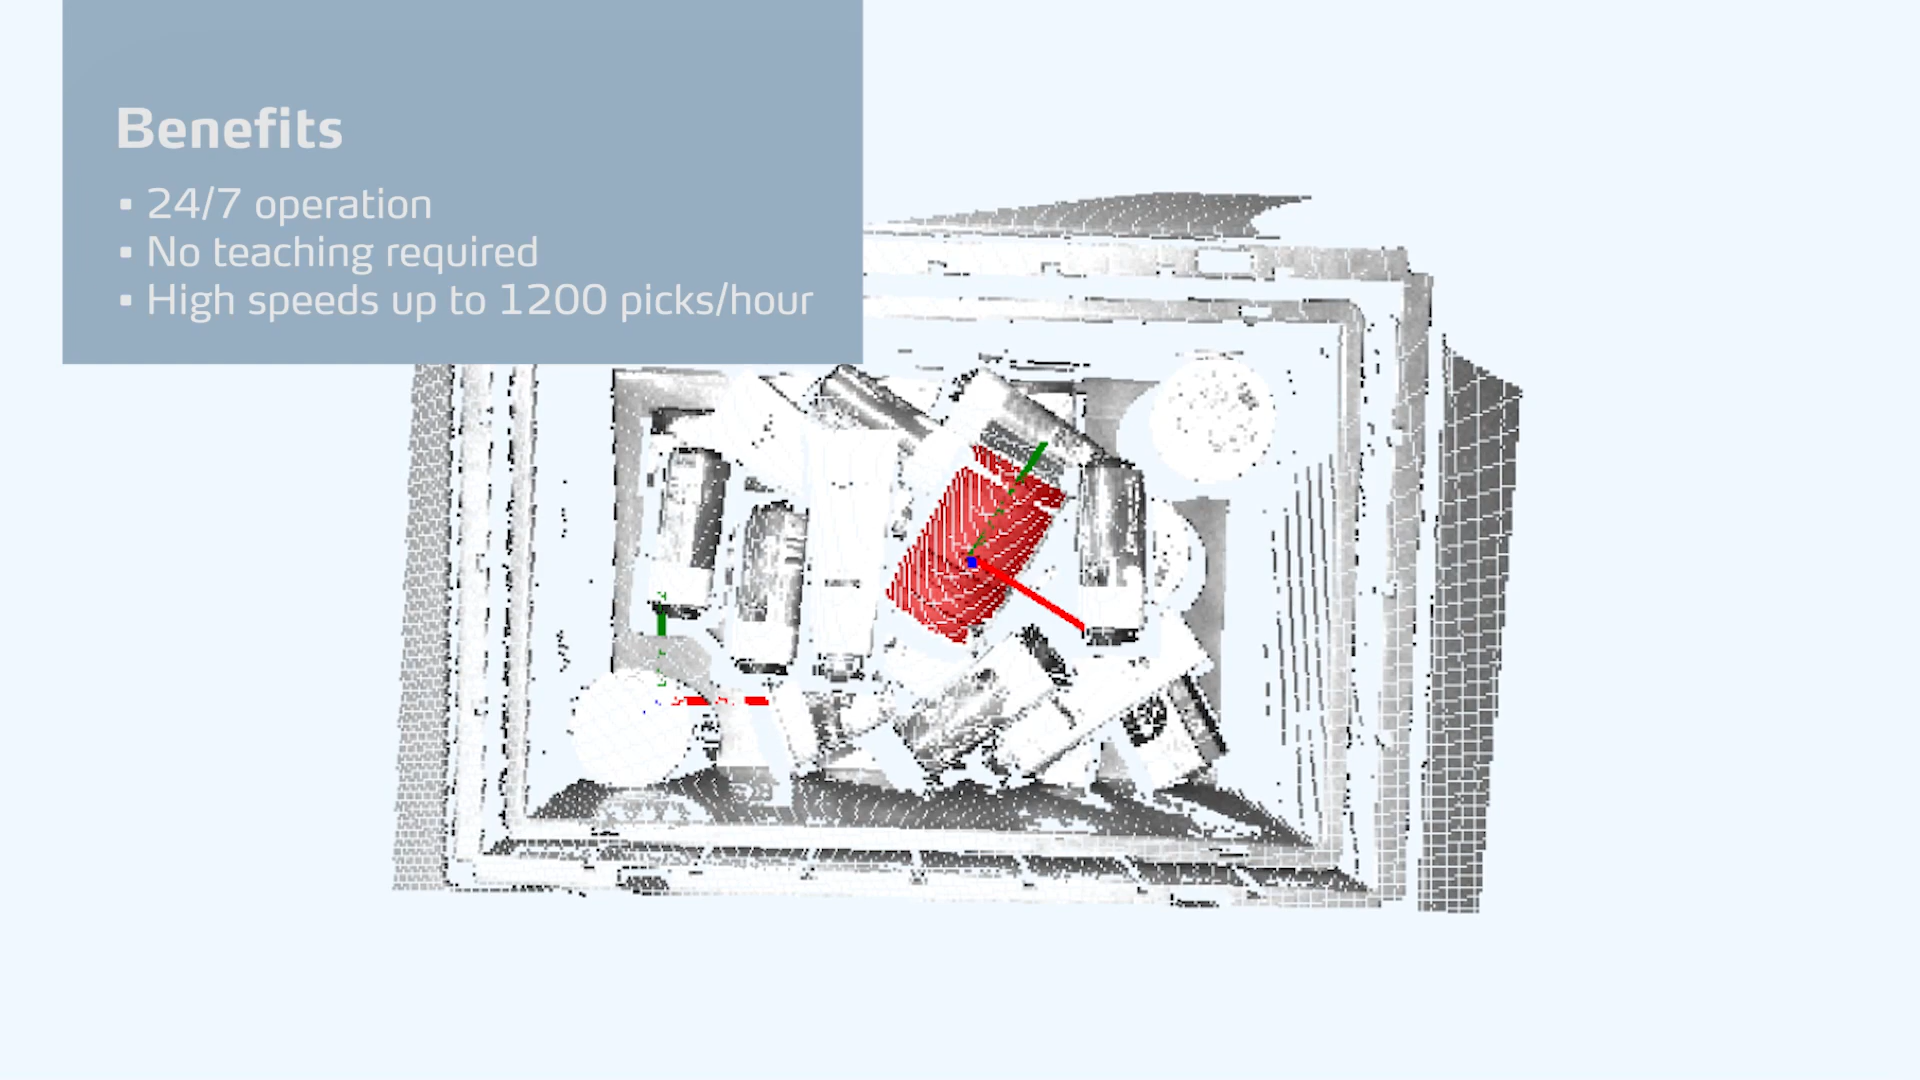 Benefits
▪ 24/7 operation
▪ No teaching required
▪ High speeds up to 1200 picks/hour